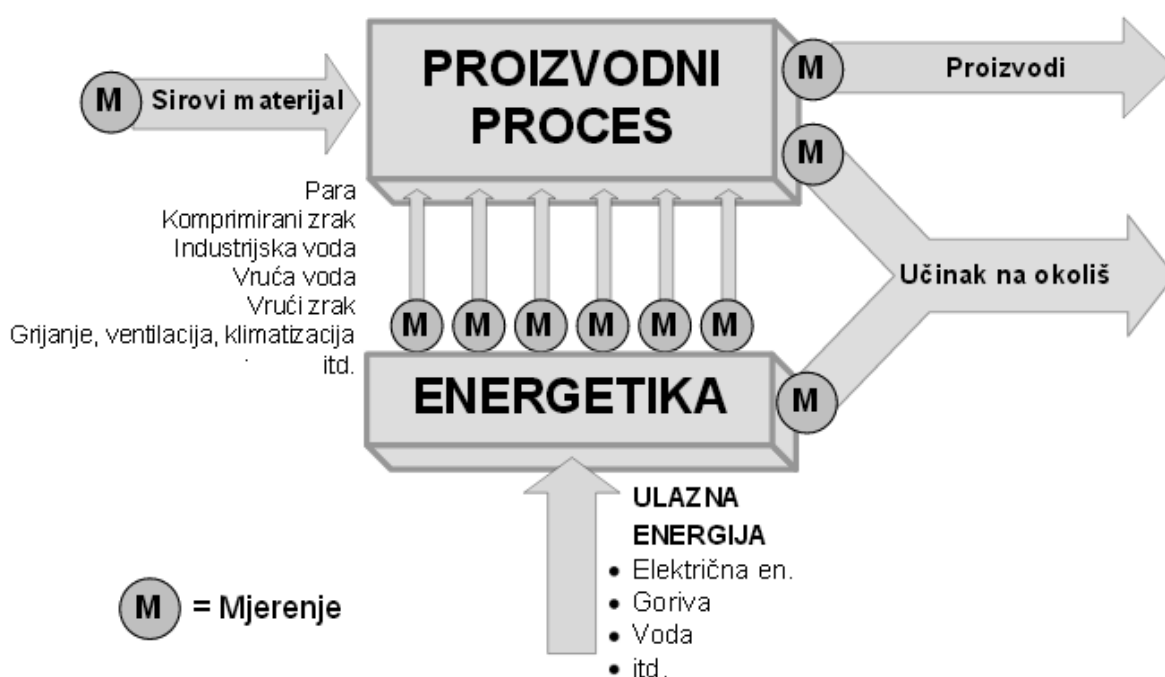 PROIZVODNI
PROCES
M
Sirovi materijal
M
Proizvodi
M
Para
Komprimirani zrak
Industrijska voda
Vruća voda
Vrući zrak
Grijanje, ventilacija, klimatizacija
itd.
M M M M M M
Učinak na okoliš
ENERGETIKA
M
ULAZNA
ENERGIJA
• Električna en.
• Goriva
• Voda
• itd.
M = Mjerenje